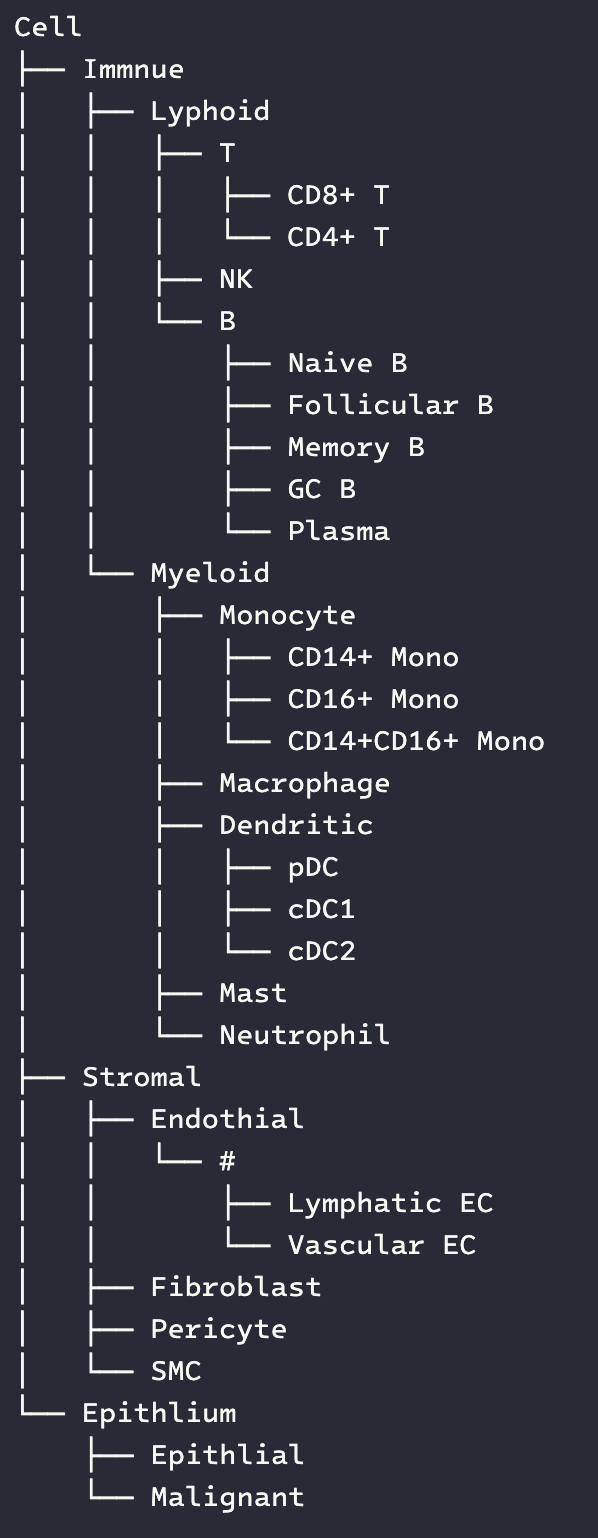 Cell
├── Immnue
│   ├── Lyphoid
│   │   ├── T
│   │   │   ├── CD8+ T
│   │   │   └── CD4+ T
│   │   ├── NK
│   │   └── B
│   │       ├── Naive B
│   │       ├── Follicular B
│   │       ├── Memory B
│   │       ├── GC B
│   │       └── Plasma
│   └── Myeloid
│       ├── Monocyte
│       │   ├── CD14+ Mono
│       │   ├── CD16+ Mono
│       │   └── CD14+CD16+ Mono
│       ├── Macrophage
│       ├── Dendritic
│       │   ├── pDC
│       │   ├── cDC1
│       │   └── cDC2
│       ├── Mast
│       └── Neutrophil
├── Stromal
│   ├── Endothial
│   │   └── #
│   │       ├── Lymphatic EC
│   │       └── Vascular EC
│   ├── Fibroblast
│   ├── Pericyte
│   └── SMC
└── Epithlium
    ├── Epithlial
    └── Malignant